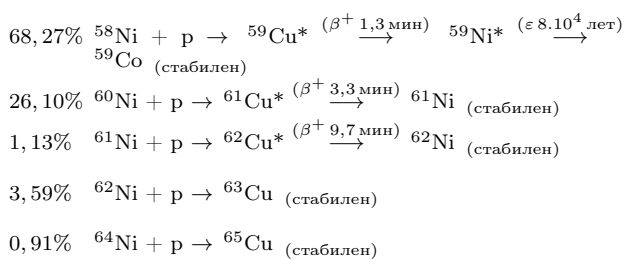 68,27% ⁵⁸Ni + p → ⁵⁹Cu* (β⁺ 1,3 мин)⟶ ⁵⁹Ni* (ε 8.10⁴ лет)⟶
⁵⁹Co (стабилен)
26,10% ⁶⁰Ni + p → ⁶¹Cu* (β⁺ 3,3 мин)⟶ ⁶¹Ni (стабилен)
1,13% ⁶¹Ni + p → ⁶²Cu* (β⁺ 9,7 мин)⟶ ⁶²Ni (стабилен)
3,59% ⁶²Ni + p → ⁶³Cu (стабилен)
0,91% ⁶⁴Ni + p → ⁶⁵Cu (стабилен)